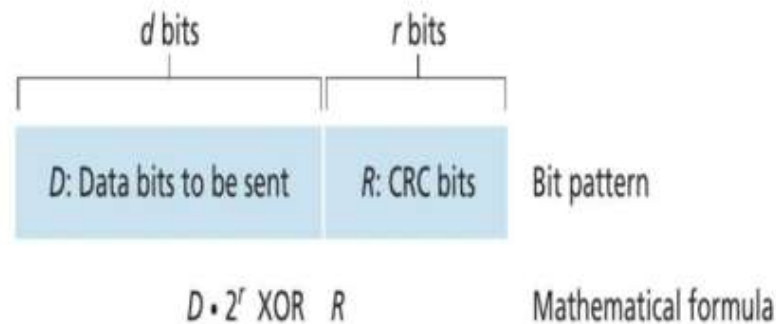 d bits r bits
D: Data bits to be sent R: CRC bits Bit pattern
D • 2ʳ XOR R Mathematical formula